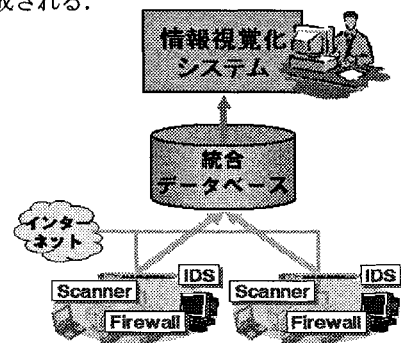 成される.
情報視覚化
システム
統合
データベース
インター
ネット
IDS
Scanner
Firewall
IDS
Scanner
Firewall